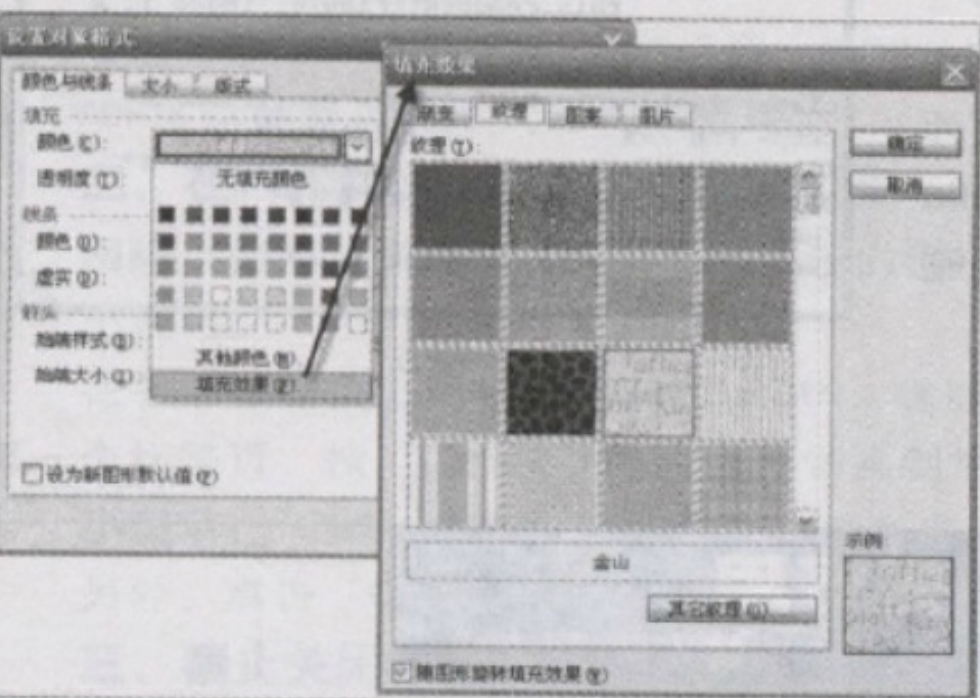 设置对象格式
颜色与线条 大小 版式
填充
颜色(C):
透明度(T):
无填充颜色
线条
颜色(O):
虚实(D):
箭头
始端样式(B):
始端大小(I):
其他颜色(M)
填充效果(F)
设为新图形默认值(F)
填充效果
渐变 纹理 图案 图片
纹理(T):
金山
其它纹理(O)...
随图形旋转填充效果(W)
确定
取消
示例